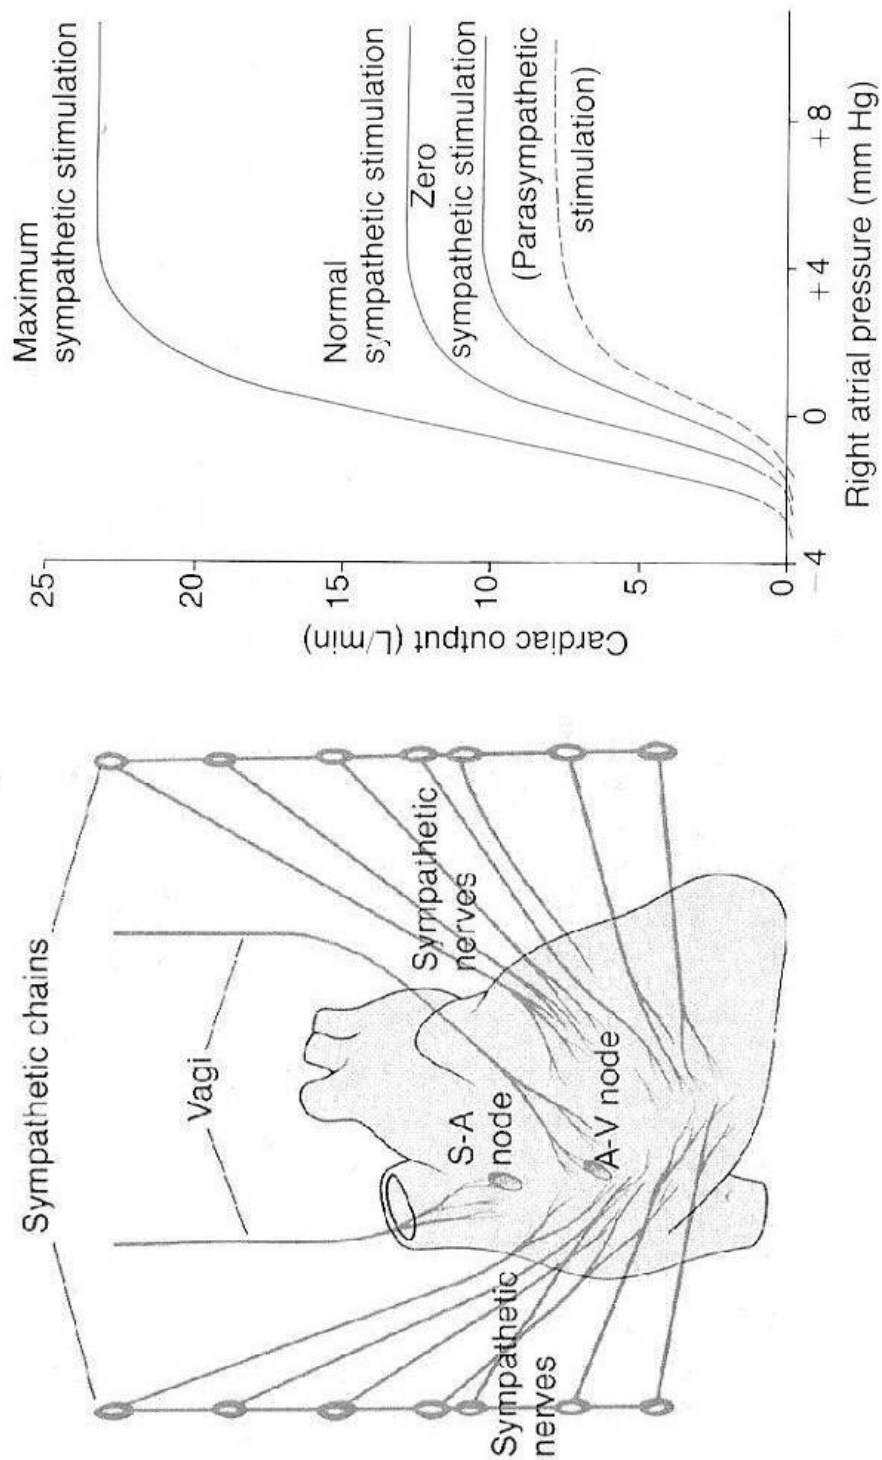 Sympathetic chains
Vagi
S-A
node
A-V node
Sympathetic
nerves
Sympathetic
nerves
Cardiac output (L/min)
25
20
15
10
5
0
Maximum
sympathetic stimulation
Normal
sympathetic stimulation
Zero
sympathetic stimulation
(Parasympathetic
stimulation)
-4
0
+4
+8
Right atrial pressure (mm Hg)